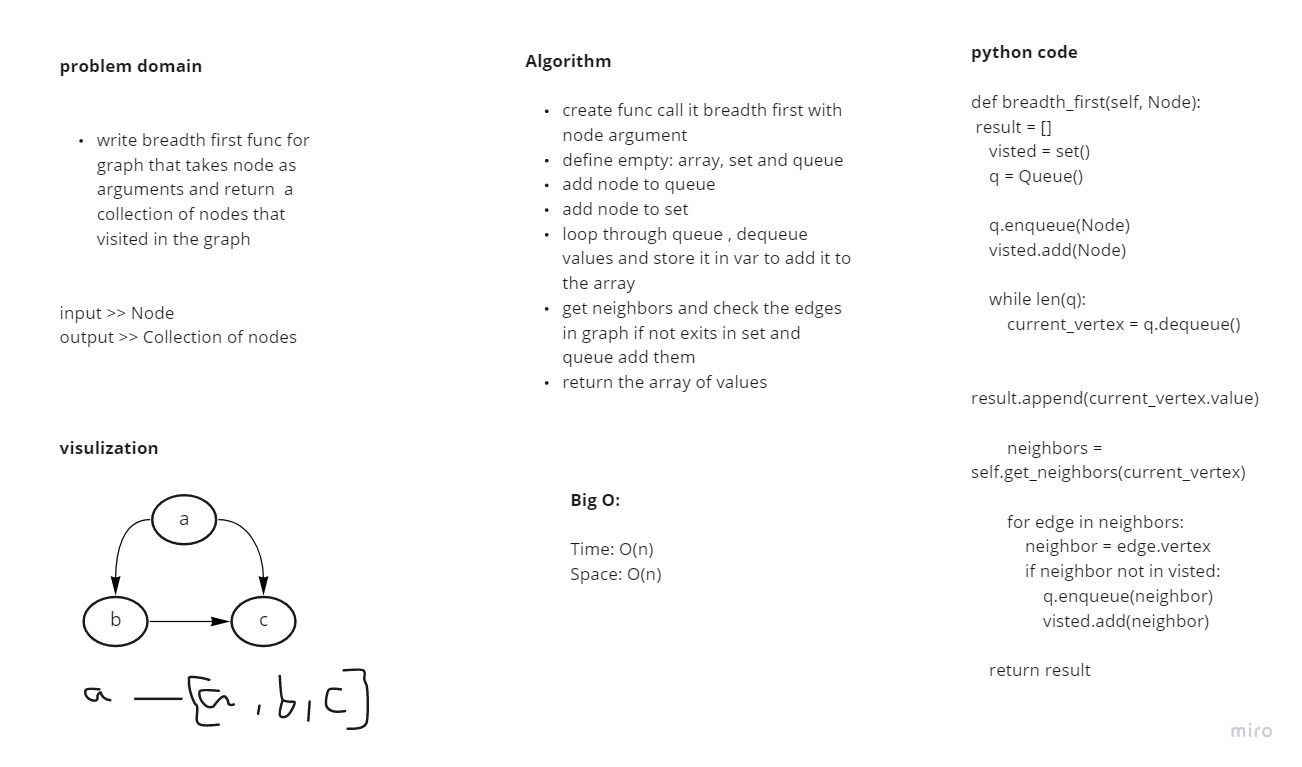 problem domain
• write breadth first func for
graph that takes node as
arguments and return a
collection of nodes that
visited in the graph
input >> Node
output >> Collection of nodes
visulization
a
b
c
a — [a , b , c]
Algorithm
• create func call it breadth first with
node argument
• define empty: array, set and queue
• add node to queue
• add node to set
• loop through queue , dequeue
values and store it in var to add it to
the array
• get neighbors and check the edges
in graph if not exits in set and
queue add them
• return the array of values
Big O:
Time: O(n)
Space: O(n)
python code
def breadth_first(self, Node):
result = []
visted = set()
q = Queue()
q.enqueue(Node)
visted.add(Node)
while len(q):
current_vertex = q.dequeue()
result.append(current_vertex.value)
neighbors =
self.get_neighbors(current_vertex)
for edge in neighbors:
neighbor = edge.vertex
if neighbor not in visted:
q.enqueue(neighbor)
visted.add(neighbor)
return result
miro